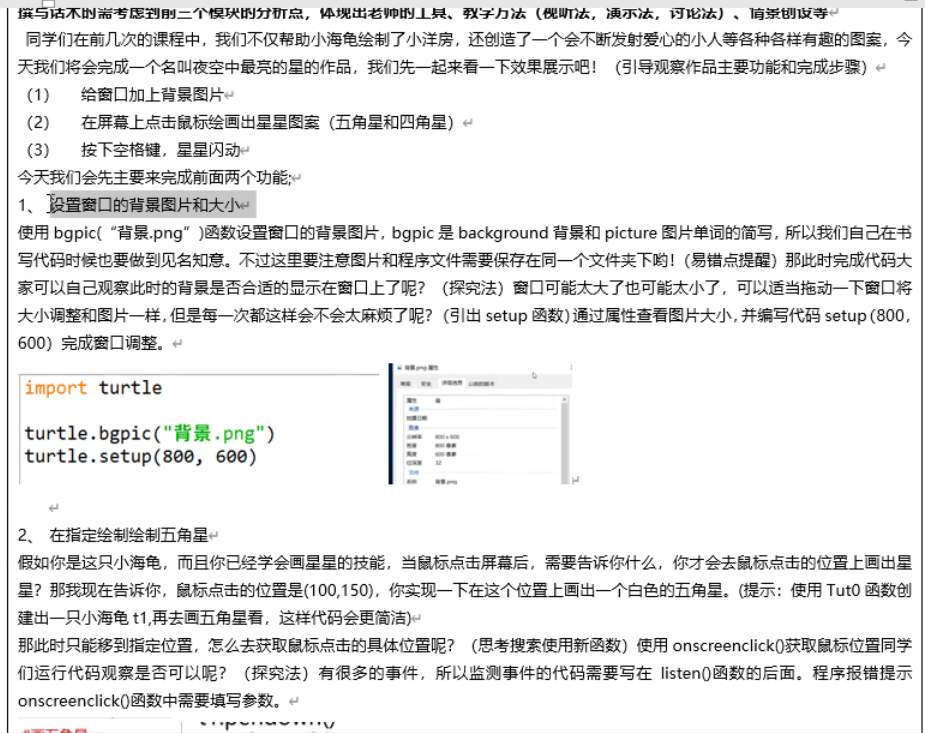 撰写话术的需考虑到前三个模块的分析点，体现出老师的工具、教学方法（视听法，演示法，讨论法）、情景创设等
同学们在前几次的课程中，我们不仅帮助小海龟绘制了小洋房，还创造了一个会不断发射爱心的小人等各种各样有趣的图案，今
天我们将会完成一个名叫夜空中最亮的星的作品，我们先一起来看一下效果展示吧！（引导观察作品主要功能和完成步骤）
（1） 给窗口加上背景图片
（2） 在屏幕上点击鼠标绘画出星星图案（五角星和四角星）
（3） 按下空格键，星星闪动
今天我们会先主要来完成前面两个功能;
1、 设置窗口的背景图片和大小
使用 bgpic(“背景.png”)函数设置窗口的背景图片，bgpic 是 background 背景和 picture 图片单词的简写，所以我们自己在书
写代码时候也要做到见名知意。不过这里要注意图片和程序文件需要保存在同一个文件夹下哟！（易错点提醒）那此时完成代码大
家可以自己观察此时的背景是否合适的显示在窗口上了呢？（探究法）窗口可能太大了也可能太小了，可以适当拖动一下窗口将
大小调整和图片一样，但是每一次都这样会不会太麻烦了呢？（引出 setup 函数）通过属性查看图片大小，并编写代码 setup（800，
600）完成窗口调整。
import turtle
turtle.bgpic("背景.png")
turtle.setup(800, 600)
背景.png 属性
常规 安全 详细信息 以前的版本
属性 值
来源
拍摄日期
图像
分辨率 800 x 600
宽度 800 像素
高度 600 像素
位深度 32
名称 背景.png
2、 在指定绘制绘制五角星
假如你是这只小海龟，而且你已经学会画星星的技能，当鼠标点击屏幕后，需要告诉你什么，你才会去鼠标点击的位置上画出星
星？那我现在告诉你，鼠标点击的位置是(100,150)，你实现一下在这个位置上画出一个白色的五角星。(提示：使用 Tut0 函数创
建出一只小海龟 t1,再去画五角星看，这样代码会更简洁)
那此时只能移到指定位置，怎么去获取鼠标点击的具体位置呢？（思考搜索使用新函数）使用 onscreenclick()获取鼠标位置同学
们运行代码观察是否可以呢？（探究法）有很多的事件，所以监测事件的代码需要写在 listen()函数的后面。程序报错提示
onscreenclick()函数中需要填写参数。
t1.pendown()